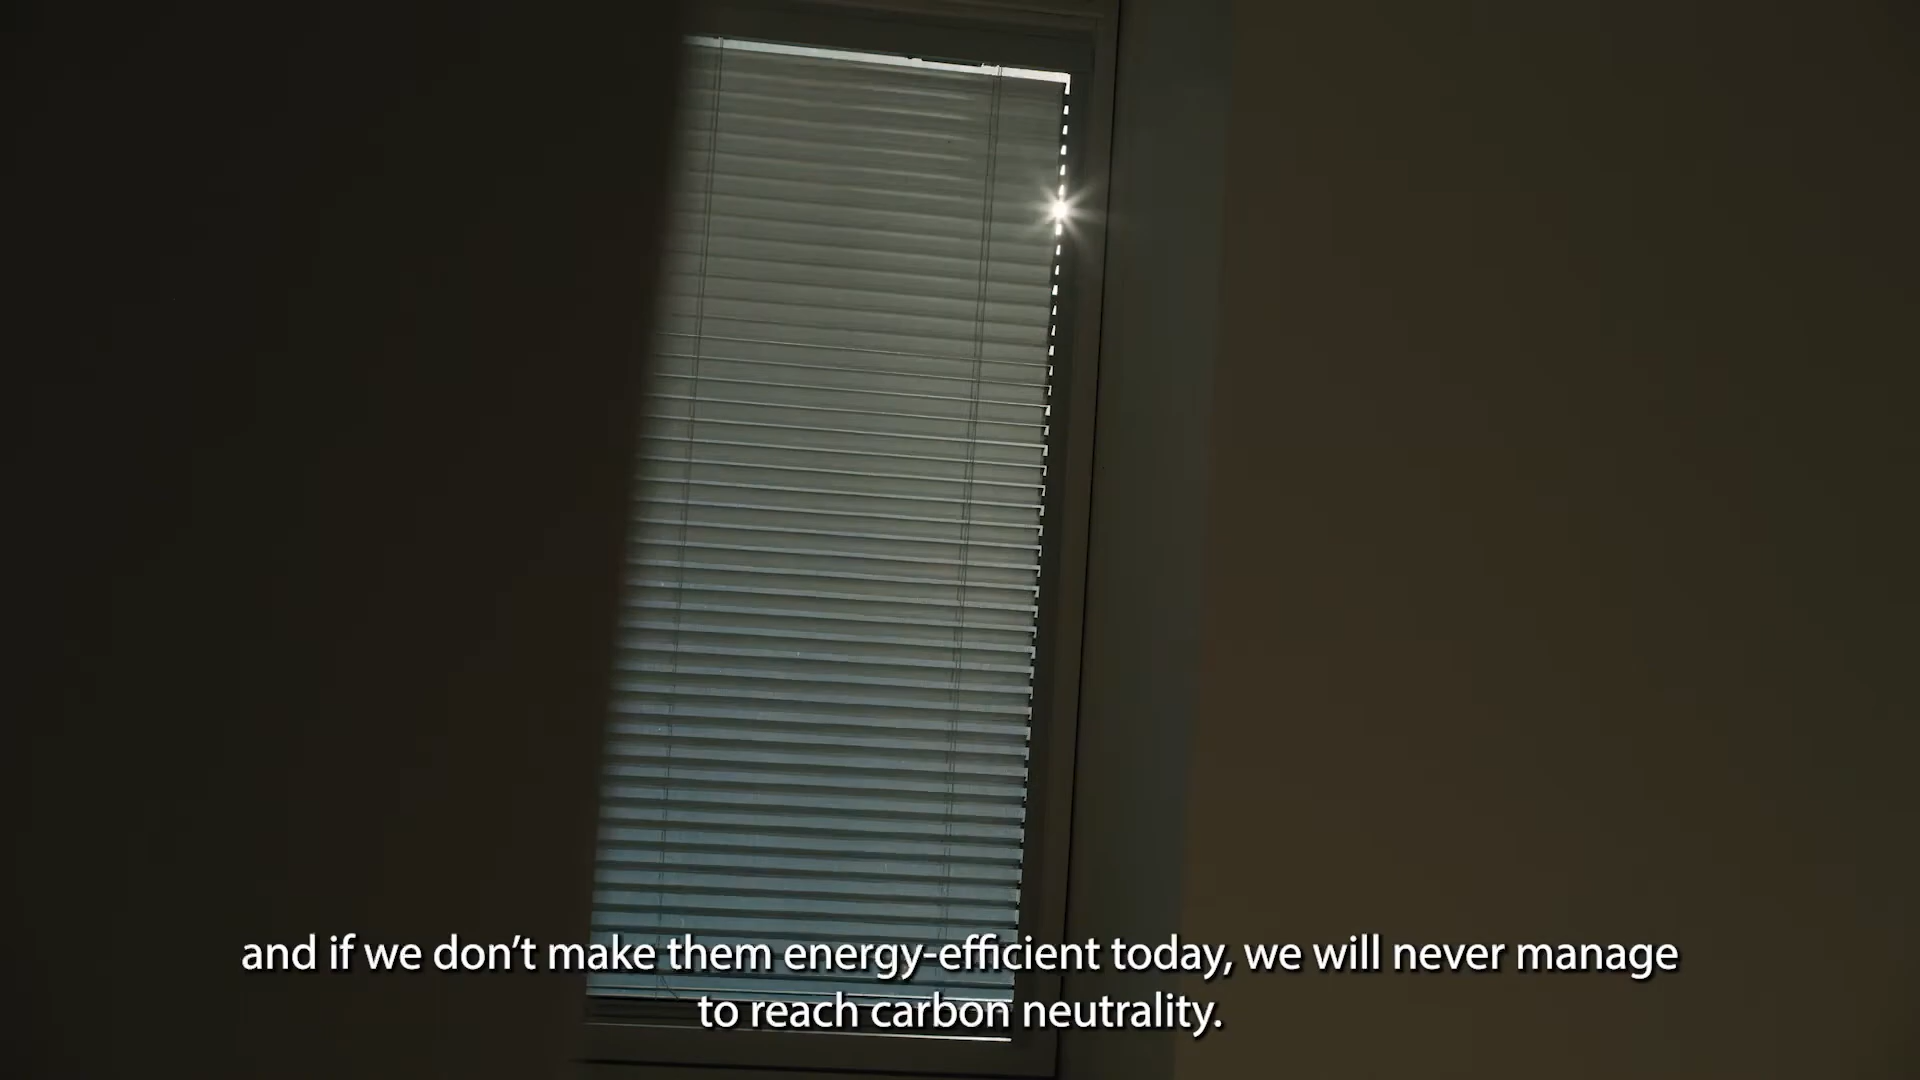 and if we don’t make them energy-efficient today, we will never manage
to reach carbon neutrality.